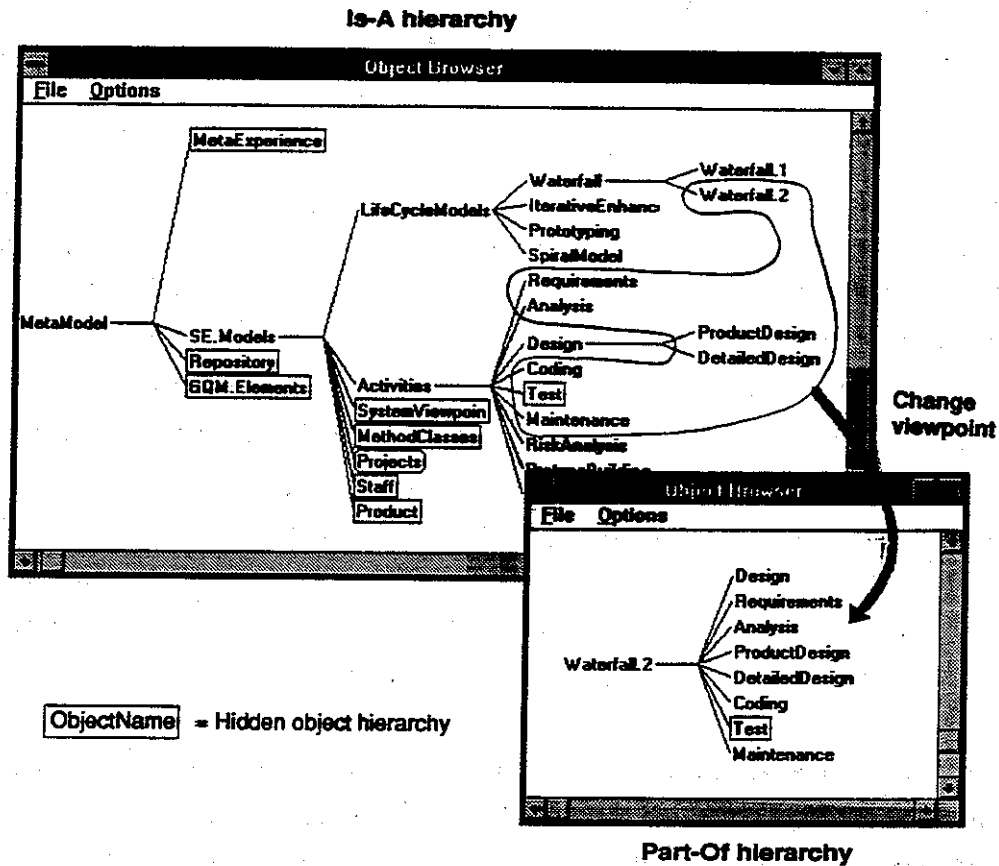 Is-A hierarchy
Object Browser
File Options
MetaExperience
Waterfall
Waterfall.1
Waterfall.2
LifeCycleModels
IterativeEnhanc
Prototyping
SpiralModel
Requirements
Analysis
MetaModel
SE.Models
Design
ProductDesign
DetailedDesign
Repository
Coding
GQM.Elements
Activities
Test
SystemViewpoin
Maintenance
MethodClasses
RiskAnalysis
Projects
Staff
Product
Change
viewpoint
Object Browser
File Options
Design
Requirements
Analysis
ProductDesign
Waterfall.2
DetailedDesign
Coding
Test
Maintenance
ObjectName = Hidden object hierarchy
Part-Of hierarchy